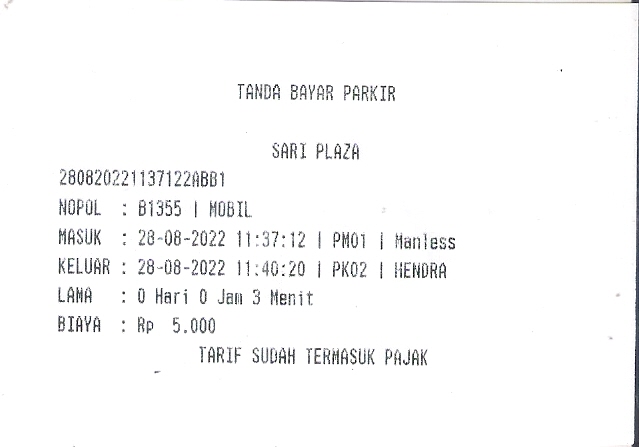 TANDA BAYAR PARKIR
SARI PLAZA
280820221137122ABB1
NOPOL : B1355 | MOBIL
MASUK : 28-08-2022 11:37:12 | PM01 | Manless
KELUAR : 28-08-2022 11:40:20 | PK02 | HENDRA
LAMA : 0 Hari 0 Jam 3 Menit
BIAYA : Rp 5.000
TARIF SUDAH TERMASUK PAJAK